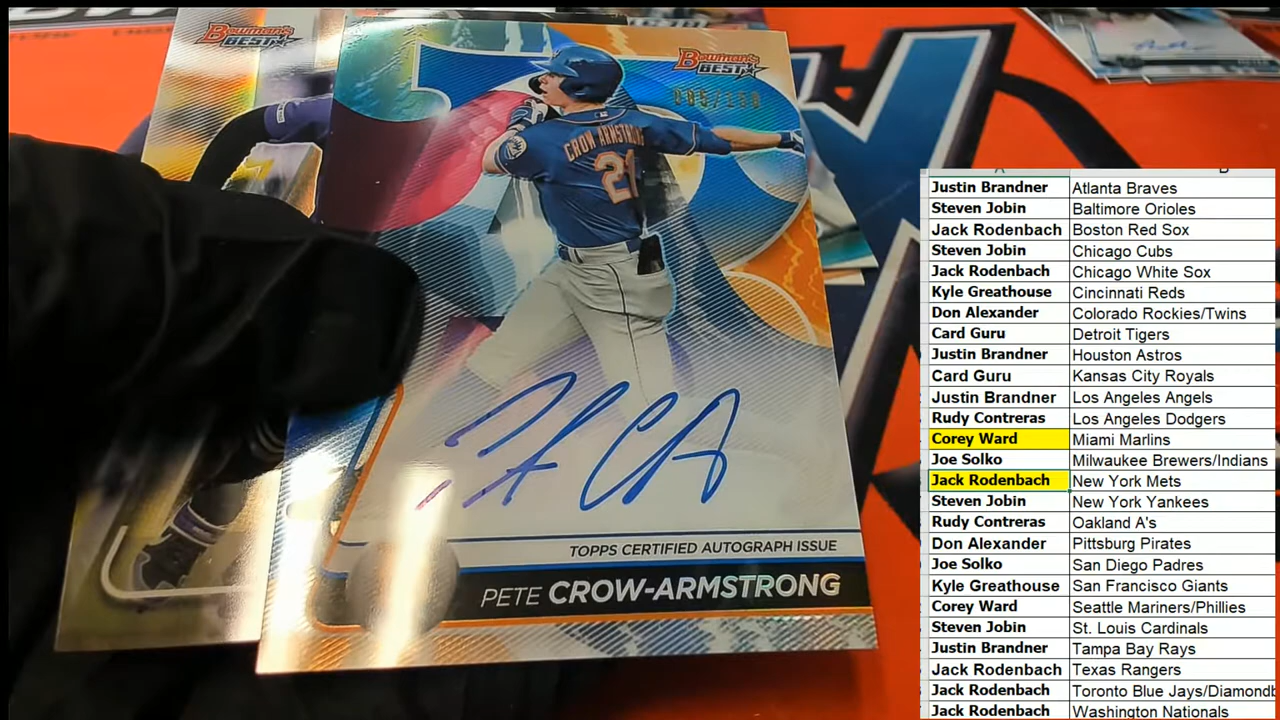 Bowman's
BEST
Bowman's
BEST
CROW-ARMSTRONG
21
TOPPS CERTIFIED AUTOGRAPH ISSUE
PETE CROW-ARMSTRONG
Justin Brandner Atlanta Braves
Steven Jobin Baltimore Orioles
Jack Rodenbach Boston Red Sox
Steven Jobin Chicago Cubs
Jack Rodenbach Chicago White Sox
Kyle Greathouse Cincinnati Reds
Don Alexander Colorado Rockies/Twins
Card Guru Detroit Tigers
Justin Brandner Houston Astros
Card Guru Kansas City Royals
Justin Brandner Los Angeles Angels
Rudy Contreras Los Angeles Dodgers
Corey Ward Miami Marlins
Joe Solko Milwaukee Brewers/Indians
Jack Rodenbach New York Mets
Steven Jobin New York Yankees
Rudy Contreras Oakland A's
Don Alexander Pittsburg Pirates
Joe Solko San Diego Padres
Kyle Greathouse San Francisco Giants
Corey Ward Seattle Mariners/Phillies
Steven Jobin St. Louis Cardinals
Justin Brandner Tampa Bay Rays
Jack Rodenbach Texas Rangers
Jack Rodenbach Toronto Blue Jays/Diamondb
Jack Rodenbach Washington Nationals